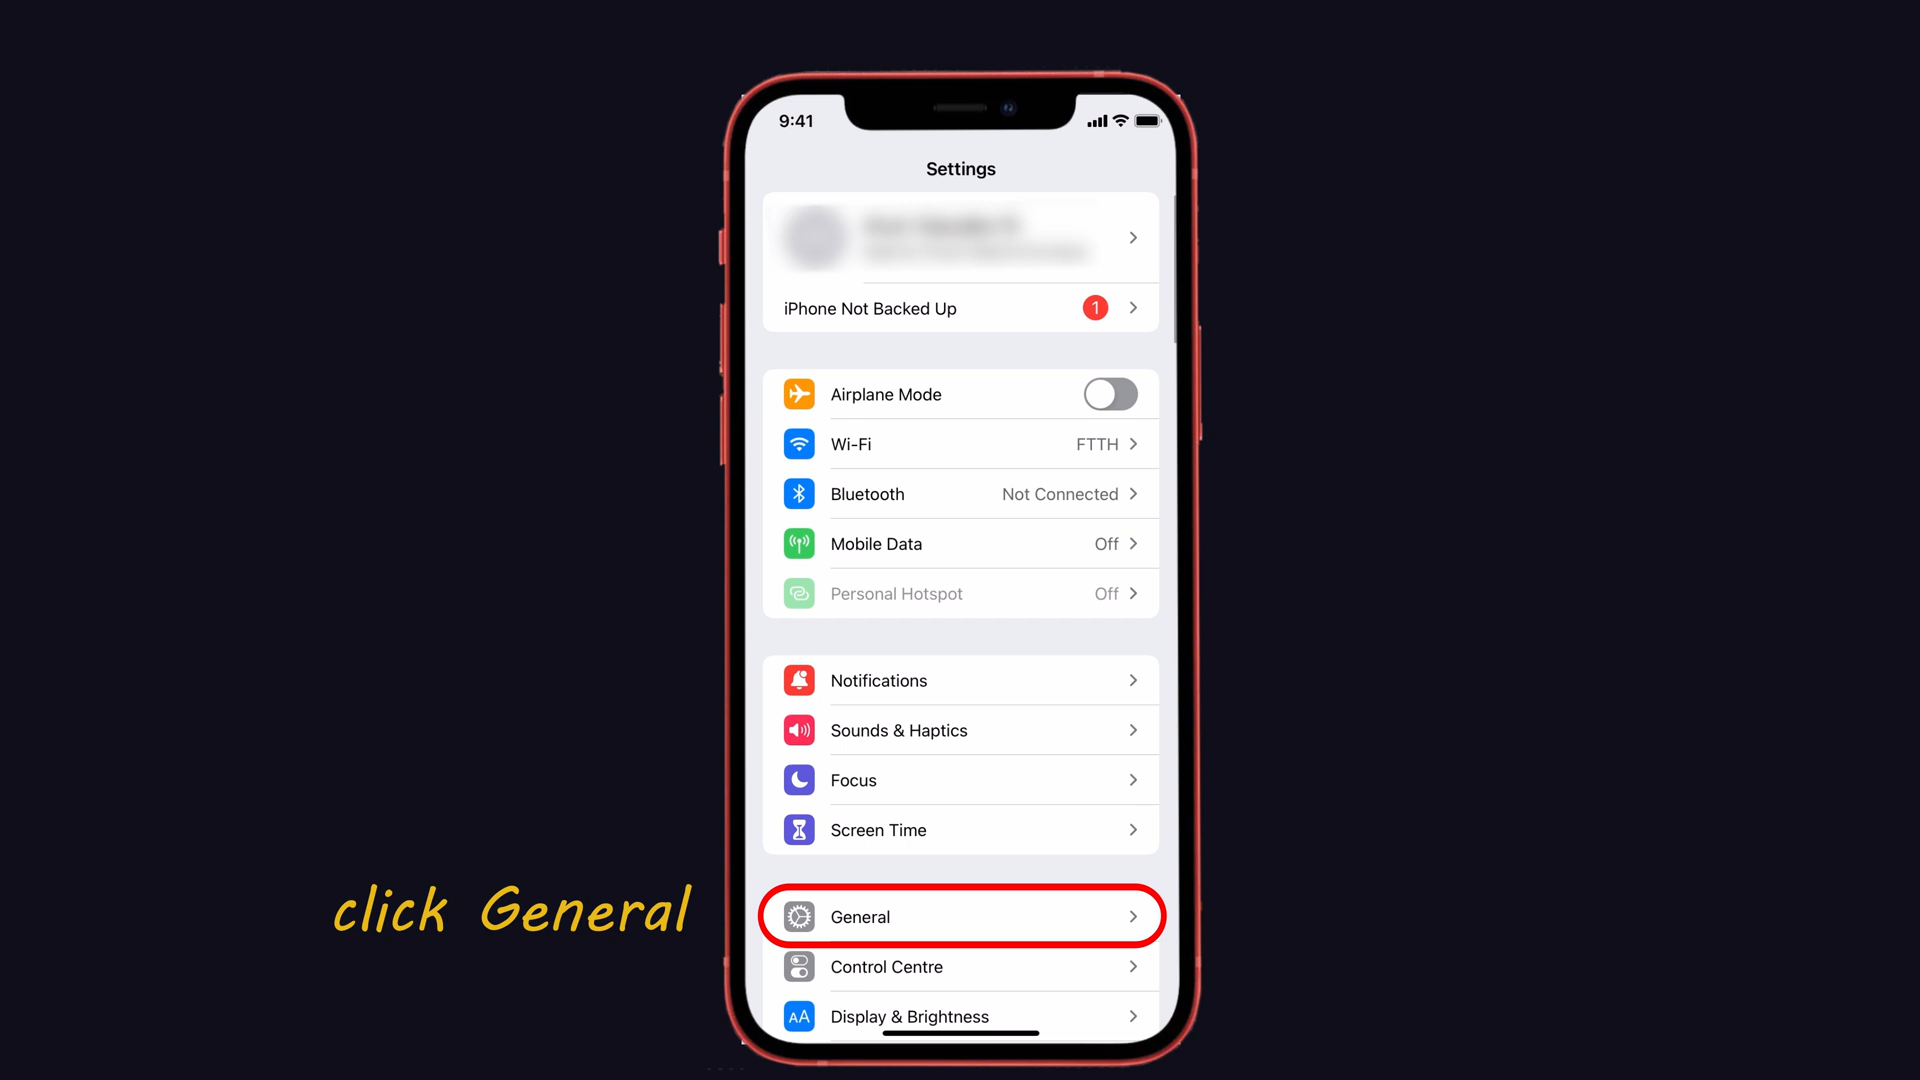 9:41
Settings
iPhone Not Backed Up 1
Airplane Mode
Wi-Fi FTTH
Bluetooth Not Connected
Mobile Data Off
Personal Hotspot Off
Notifications
Sounds & Haptics
Focus
Screen Time
click General
General
Control Centre
AA Display & Brightness